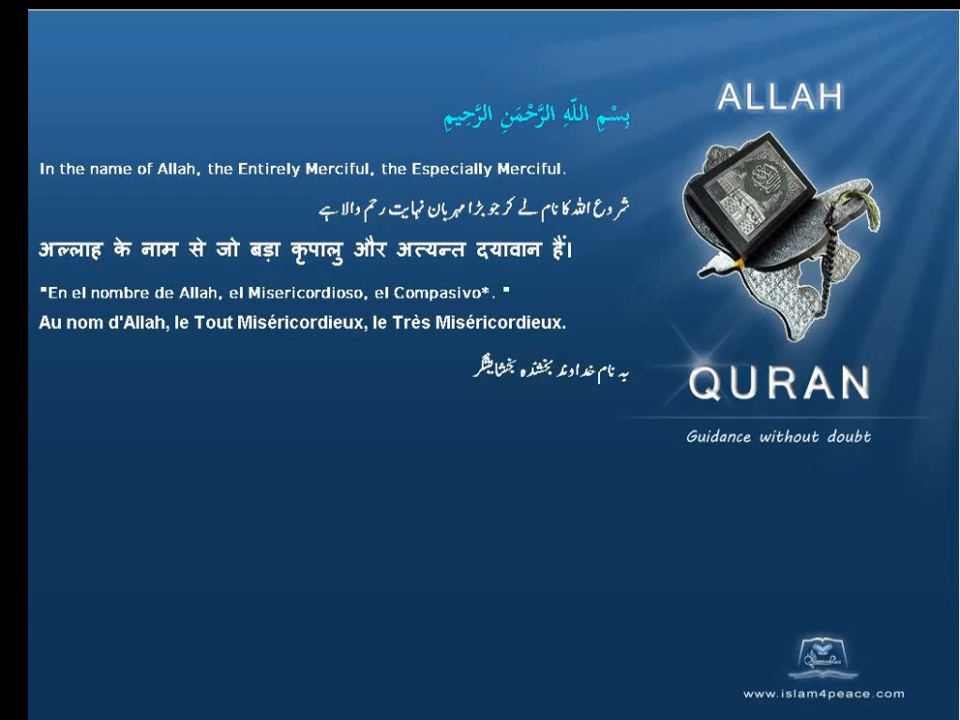 بِسْمِ اللَّهِ الرَّحْمَنِ الرَّحِيمِ
In the name of Allah, the Entirely Merciful, the Especially Merciful.
شروع الله کا نام لے کر جو بڑا مہربان نہایت رحم والا ہے
अल्लाह के नाम से जो बड़ा कृपालु और अत्यन्त दयावान हैं।
"En el nombre de Allah, el Misericordioso, el Compasivo*. "
Au nom d'Allah, le Tout Miséricordieux, le Très Miséricordieux.
به نام خداوند بخشنده بخشایشگر
ALLAH
QURAN
Guidance without doubt
www.islam4peace.com